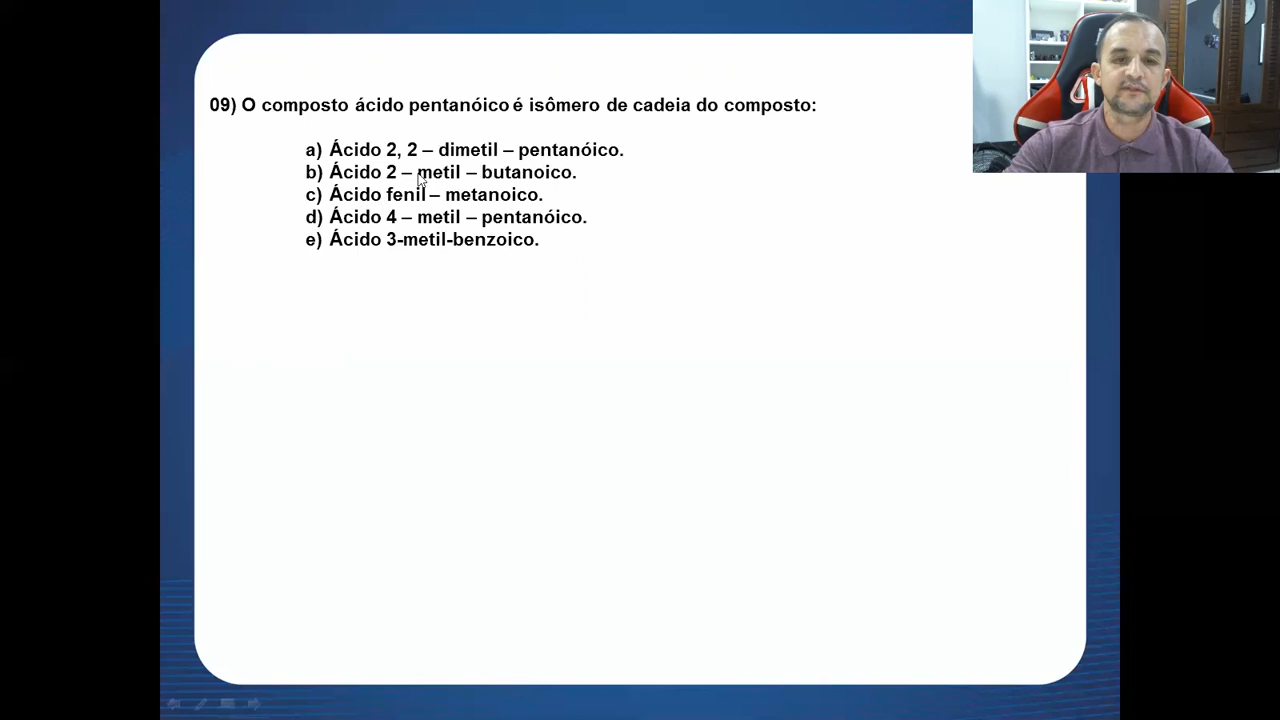 09) O composto ácido pentanóico é isômero de cadeia do composto:
a) Ácido 2, 2 – dimetil – pentanóico.
b) Ácido 2 – metil – butanoico.
c) Ácido fenil – metanoico.
d) Ácido 4 – metil – pentanóico.
e) Ácido 3-metil-benzoico.